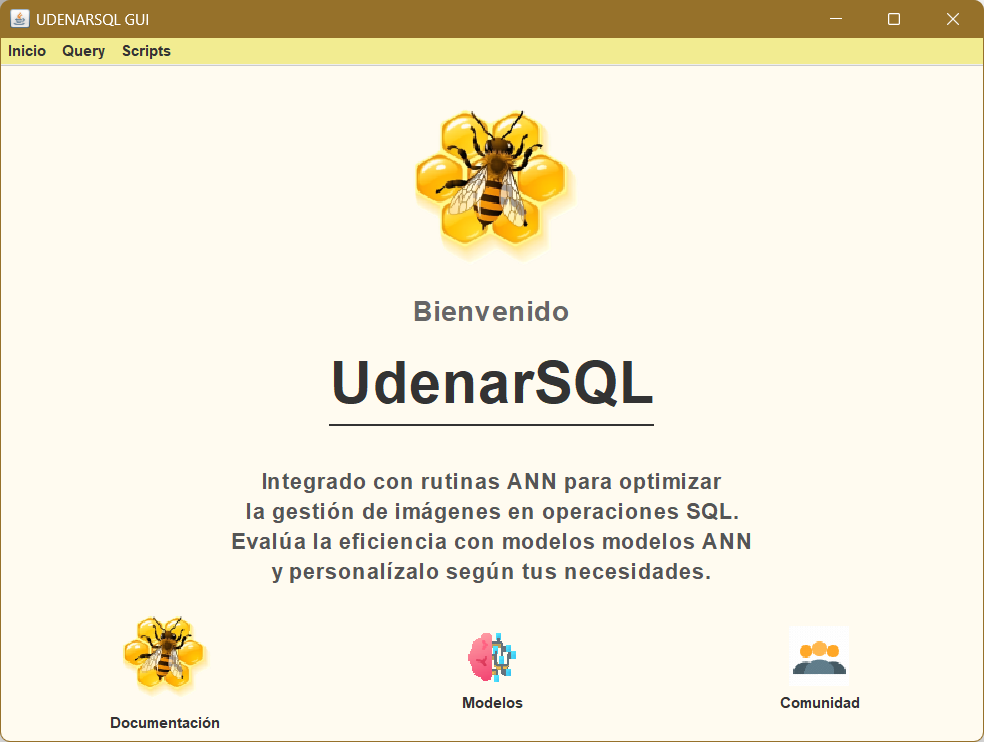 UDENARSQL GUI
Inicio Query Scripts
Bienvenido
UdenarSQL
Integrado con rutinas ANN para optimizar
la gestión de imágenes en operaciones SQL.
Evalúa la eficiencia con modelos modelos ANN
y personalízalo según tus necesidades.
Documentación
Modelos
Comunidad